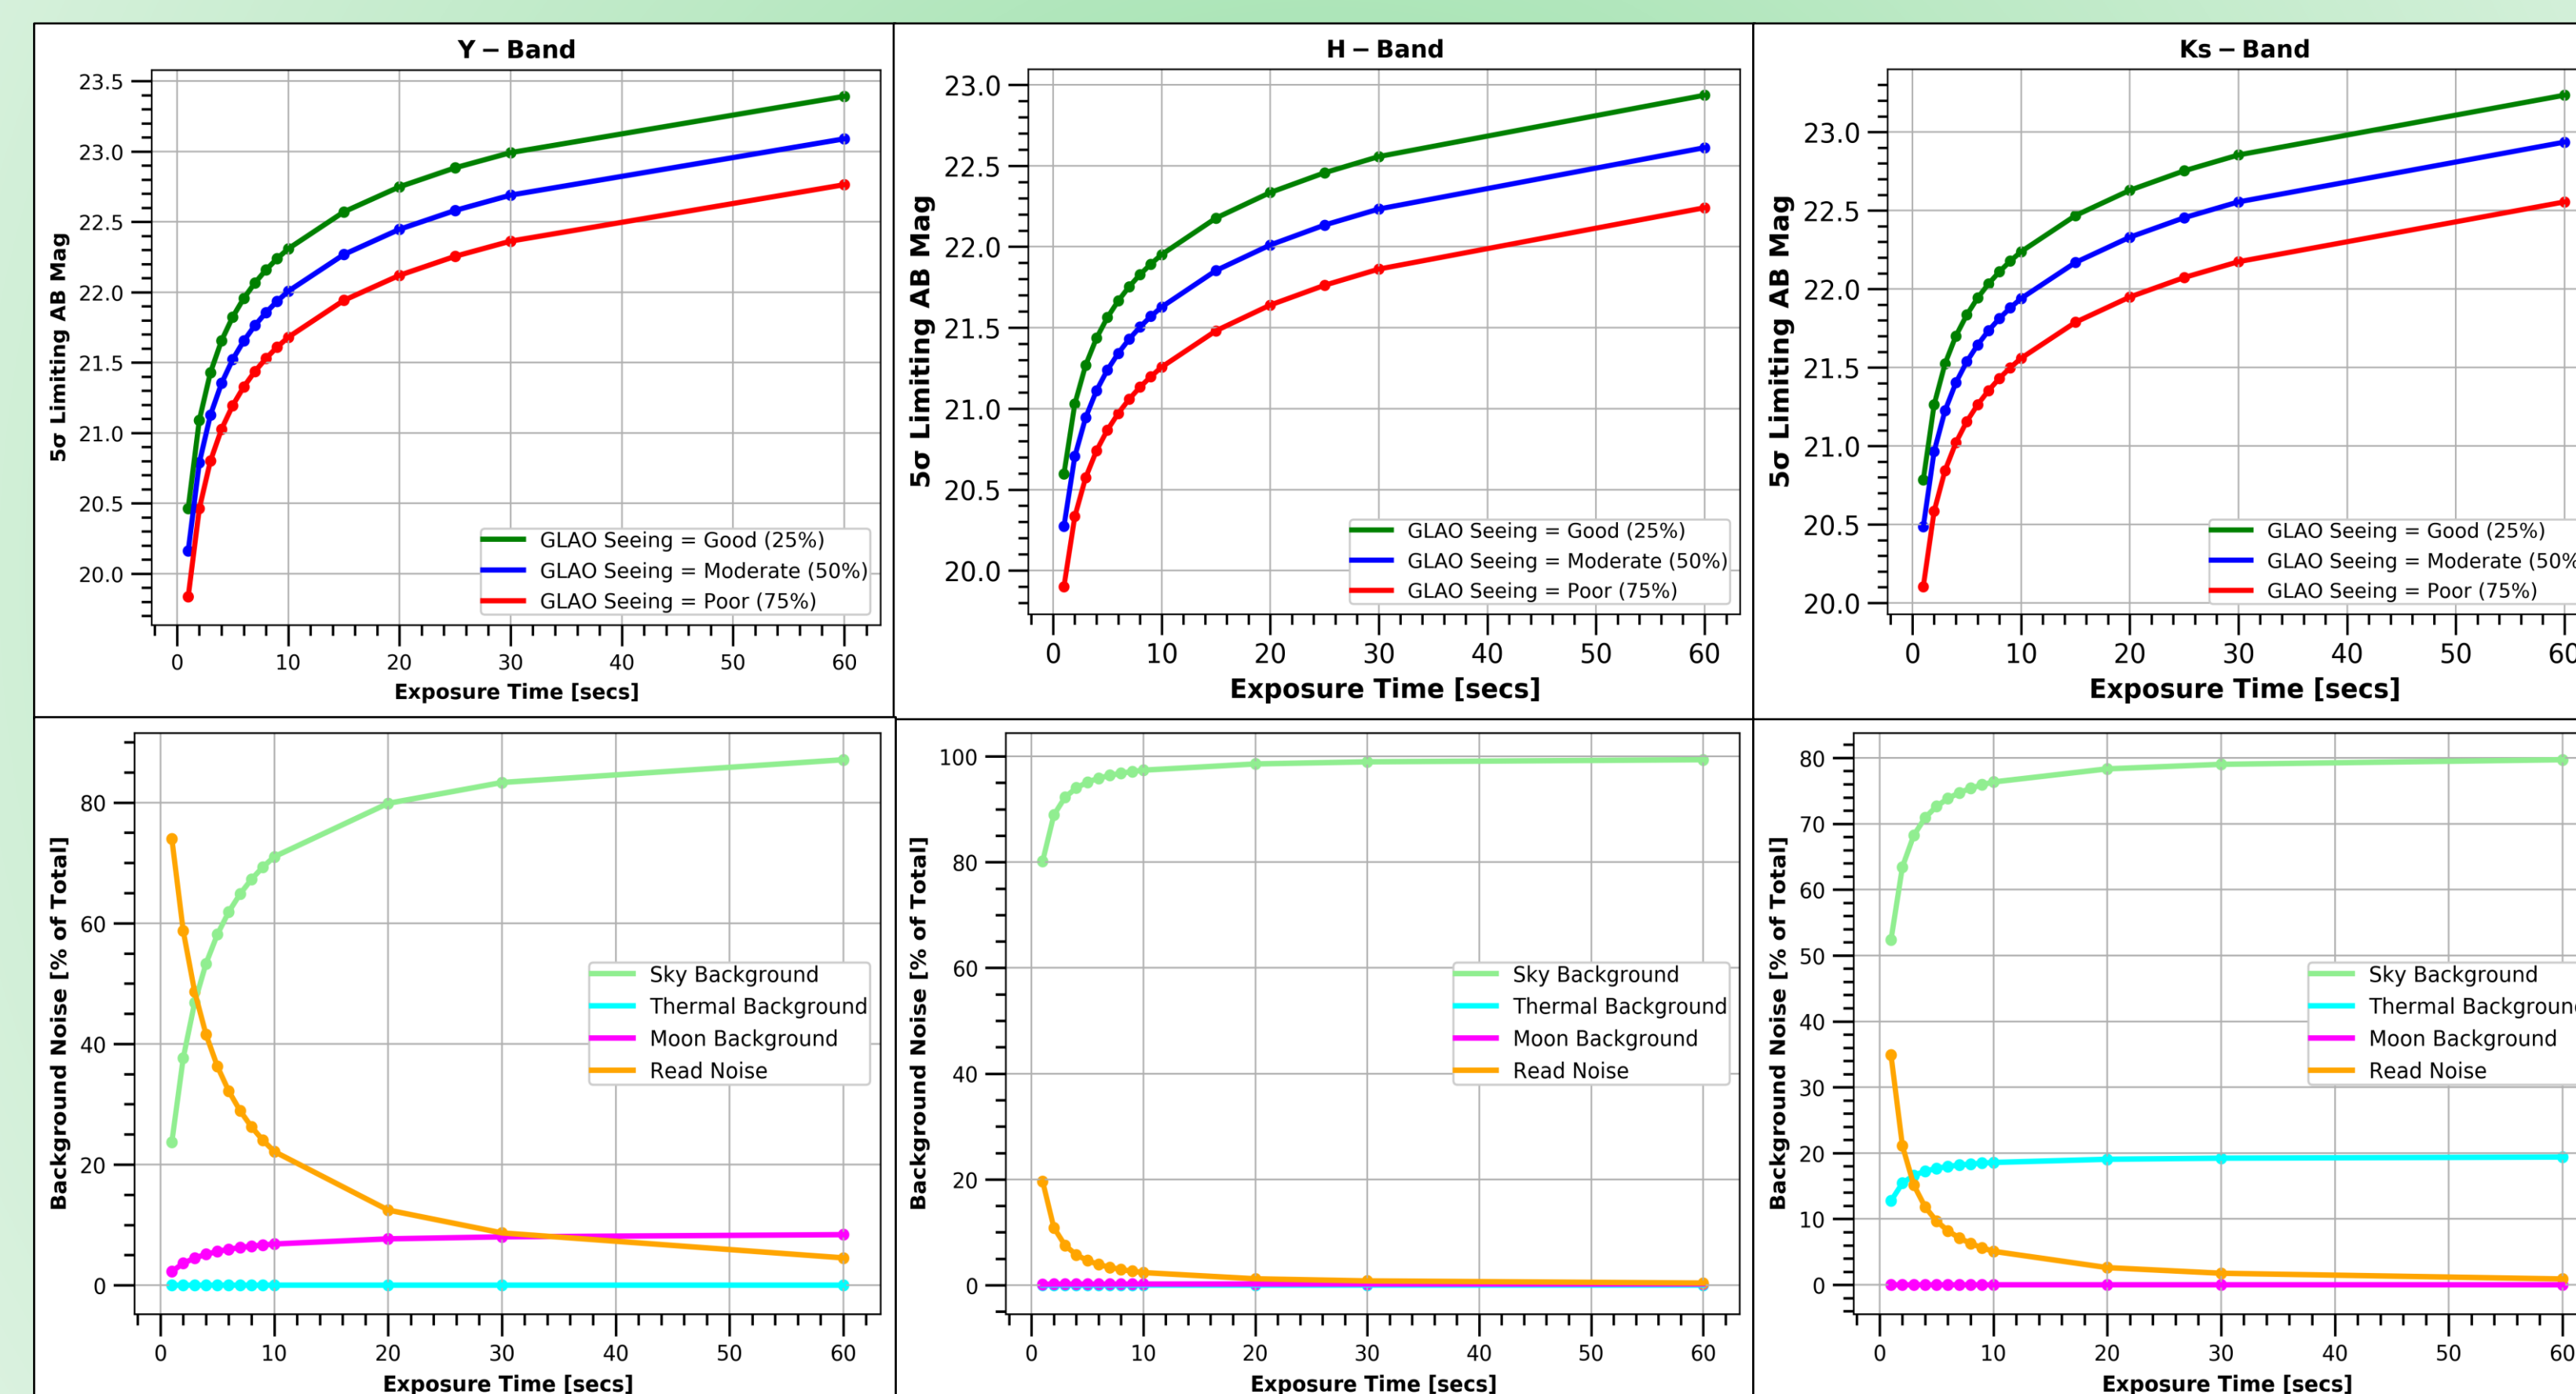 Y – Band
5σ Limiting AB Mag
23.5
23.0
22.5
22.0
21.5
21.0
20.5
20.0
GLAO Seeing = Good (25%)
GLAO Seeing = Moderate (50%)
GLAO Seeing = Poor (75%)
0 10 20 30 40 50 60
Exposure Time [secs]
H – Band
5σ Limiting AB Mag
23.0
22.5
22.0
21.5
21.0
20.5
20.0
GLAO Seeing = Good (25%)
GLAO Seeing = Moderate (50%)
GLAO Seeing = Poor (75%)
0 10 20 30 40 50 60
Exposure Time [secs]
Ks – Band
5σ Limiting AB Mag
23.0
22.5
22.0
21.5
21.0
20.5
20.0
GLAO Seeing = Good (25%)
GLAO Seeing = Moderate (50%
GLAO Seeing = Poor (75%)
0 10 20 30 40 50 60
Exposure Time [secs]
Background Noise [% of Total]
80
60
40
20
0
Sky Background
Thermal Background
Moon Background
Read Noise
0 10 20 30 40 50 60
Exposure Time [secs]
Background Noise [% of Total]
100
80
60
40
20
0
Sky Background
Thermal Background
Moon Background
Read Noise
0 10 20 30 40 50 60
Exposure Time [secs]
Background Noise [% of Total]
80
70
60
50
40
30
20
10
0
Sky Background
Thermal Background
Moon Background
Read Noise
0 10 20 30 40 50 60
Exposure Time [secs]